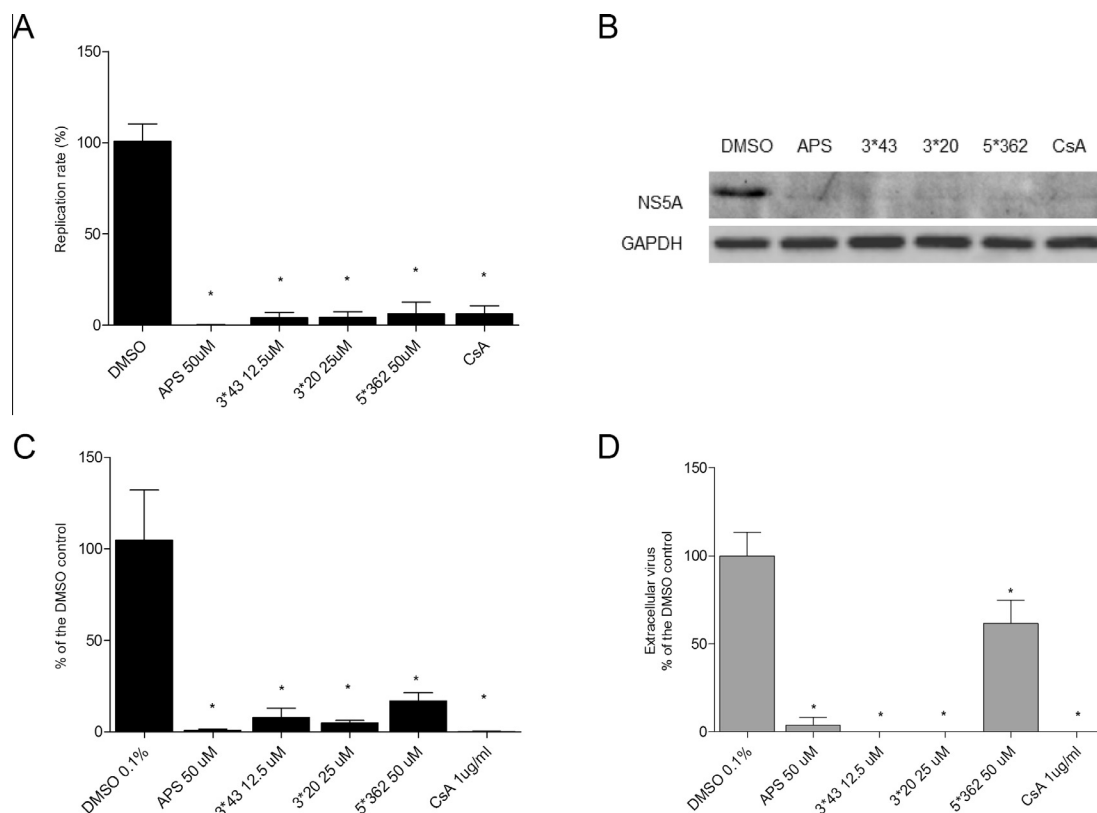 A
Replication rate (%)
150
100
50
0
DMSO
APS 50uM
3*43 12.5uM
3*20 25uM
5*362 50uM
CsA
* * * * *
B
DMSO APS 3*43 3*20 5*362 CsA
NS5A
GAPDH
C
% of the DMSO control
150
100
50
0
DMSO 0.1%
APS 50 uM
3*43 12.5 uM
3*20 25 uM
5*362 50 uM
CsA 1ug/ml
* * * * *
D
Extracellular virus
% of the DMSO control
150
100
50
0
DMSO 0.1%
APS 50 uM
3*43 12.5 uM
3*20 25 uM
5*362 50 uM
CsA 1ug/ml
* * * * *